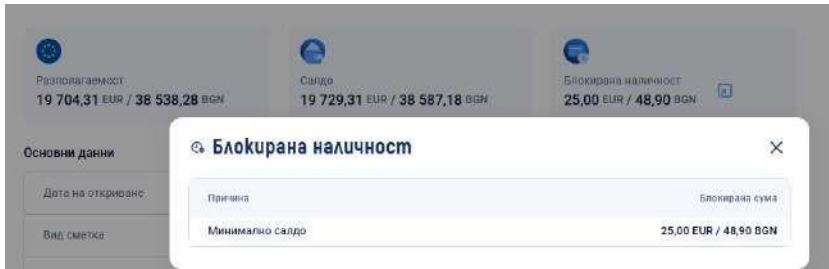 Разполагаемост
19 704,31 EUR / 38 538,28 BGN
Салдо
19 729,31 EUR / 38 587,18 BGN
Блокирана наличност
25,00 EUR / 48,90 BGN
Основни данни
Блокирана наличност
Дата на откриване
Причина
Блокирана сума
Вид сметка
Минимално салдо
25,00 EUR / 48,90 BGN